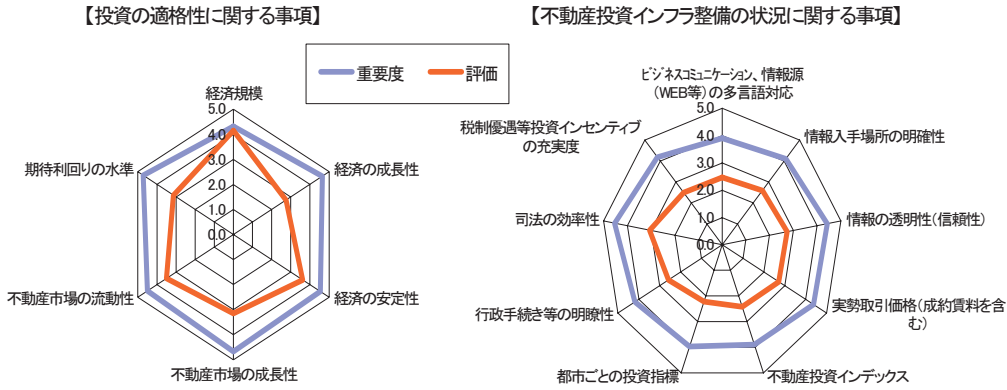 【投資の適格性に関する事項】
【不動産投資インフラ整備の状況に関する事項】
重要度
評価
経済規模
5.0
4.0
3.0
2.0
1.0
0.0
経済の成長性
経済の安定性
不動産市場の成長性
不動産市場の流動性
期待利回りの水準
ビジネスコミュニケーション、情報源
（WEB等）の多言語対応
5.0
4.0
3.0
2.0
1.0
0.0
情報入手場所の明確性
情報の透明性（信頼性）
実勢取引価格（成約賃料を含
む）
不動産投資インデックス
都市ごとの投資指標
行政手続き等の明瞭性
司法の効率性
税制優遇等投資インセンティブ
の充実度